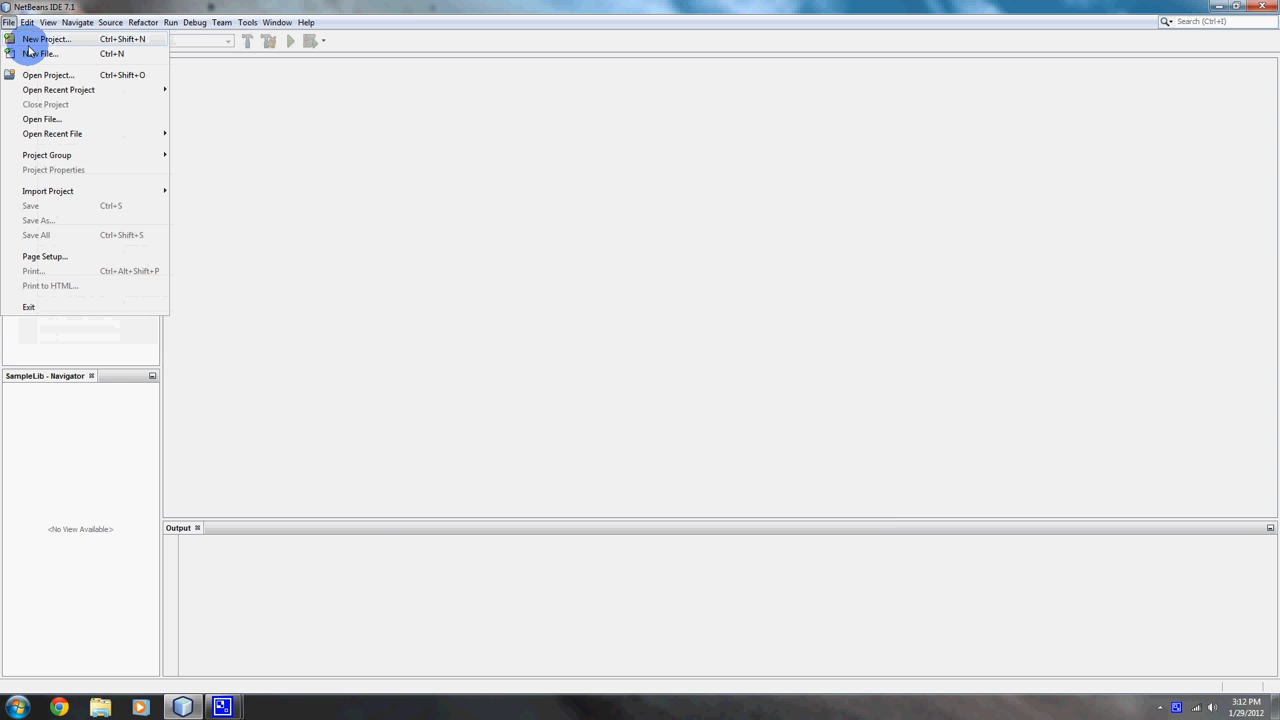 NetBeans IDE 7.1
File Edit View Navigate Source Refactor Run Debug Team Tools Window Help
Search (Ctrl+I)
New Project... Ctrl+Shift+N
New File... Ctrl+N
Open Project... Ctrl+Shift+O
Open Recent Project
Close Project
Open File...
Open Recent File
Project Group
Project Properties
Import Project
Save Ctrl+S
Save As...
Save All Ctrl+Shift+S
Page Setup...
Print... Ctrl+Alt+Shift+P
Print to HTML...
Exit
SampleLib - Navigator
<No View Available>
Output
3:12 PM
1/29/2012